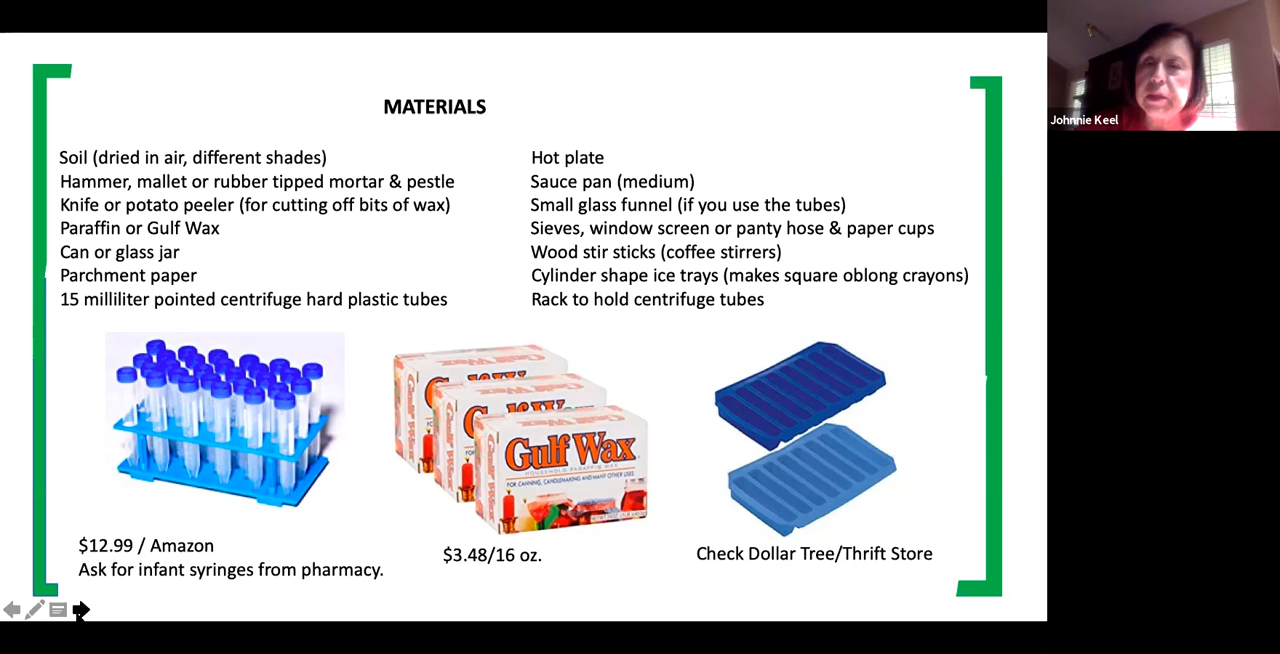 MATERIALS
Soil (dried in air, different shades)
Hammer, mallet or rubber tipped mortar & pestle
Knife or potato peeler (for cutting off bits of wax)
Paraffin or Gulf Wax
Can or glass jar
Parchment paper
15 milliliter pointed centrifuge hard plastic tubes
Hot plate
Sauce pan (medium)
Small glass funnel (if you use the tubes)
Sieves, window screen or panty hose & paper cups
Wood stir sticks (coffee stirrers)
Cylinder shape ice trays (makes square oblong crayons)
Rack to hold centrifuge tubes
Gulf Wax
Gulf Wax
Gulf Wax
HOUSEHOLD PARAFFIN WAX
FOR CANNING, CANDLEMAKING AND MANY OTHER USES
$12.99 / Amazon
Ask for infant syringes from pharmacy.
$3.48/16 oz.
Check Dollar Tree/Thrift Store
Johnnie Keel